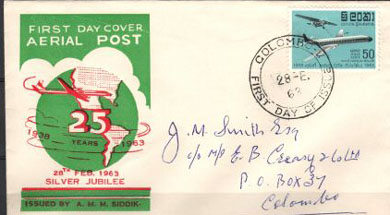 FIRST DAY COVER
AERIAL POST
1938 25 1963
YEARS
28TH FEB. 1963
SILVER JUBILEE
ISSUED BY A. M. M. SIDDIK
50
COLOMBO
28 FE.
63
FIRST DAY OF ISSUE
J. M. Smith Esq
c/o M/s E. B. Creasy & Co Ltd
P. O. Box 37
Colombo